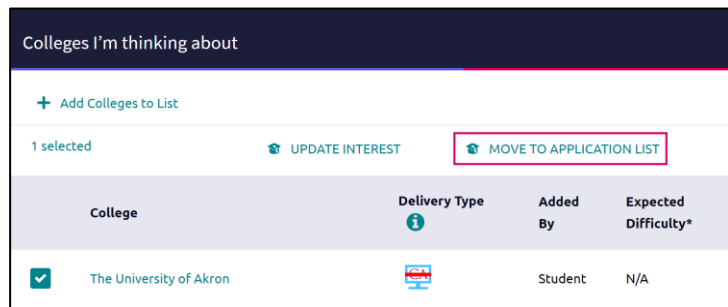 Colleges I'm thinking about
+ Add Colleges to List
1 selected UPDATE INTEREST MOVE TO APPLICATION LIST
College Delivery Type Added By Expected Difficulty*
The University of Akron CA Student N/A